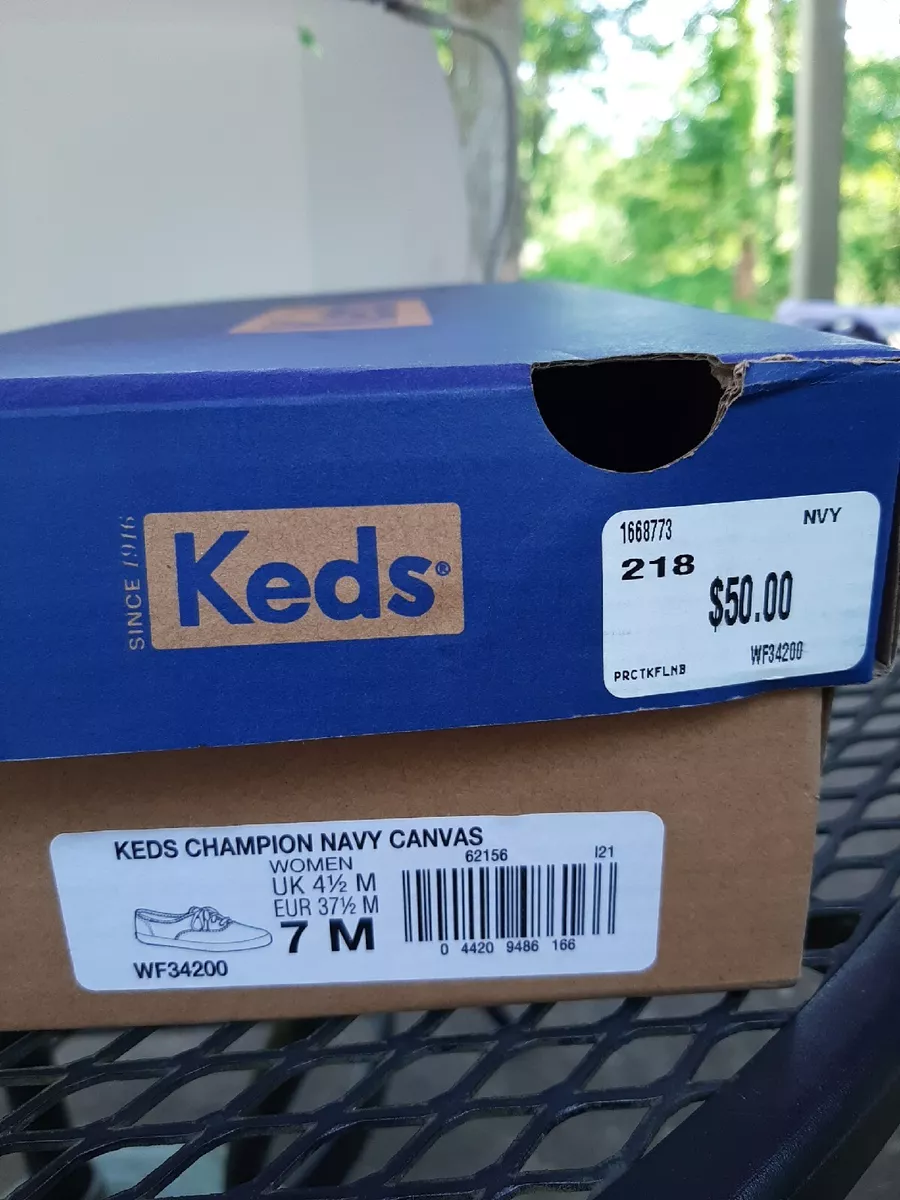 SINCE 1916
Keds®
1668773 NVY
218
$50.00
WF34200
PRCTKFLNB
KEDS CHAMPION NAVY CANVAS
WOMEN
62156 I21
UK 4½ M
EUR 37½ M
7 M
0 4420 9486 166
WF34200